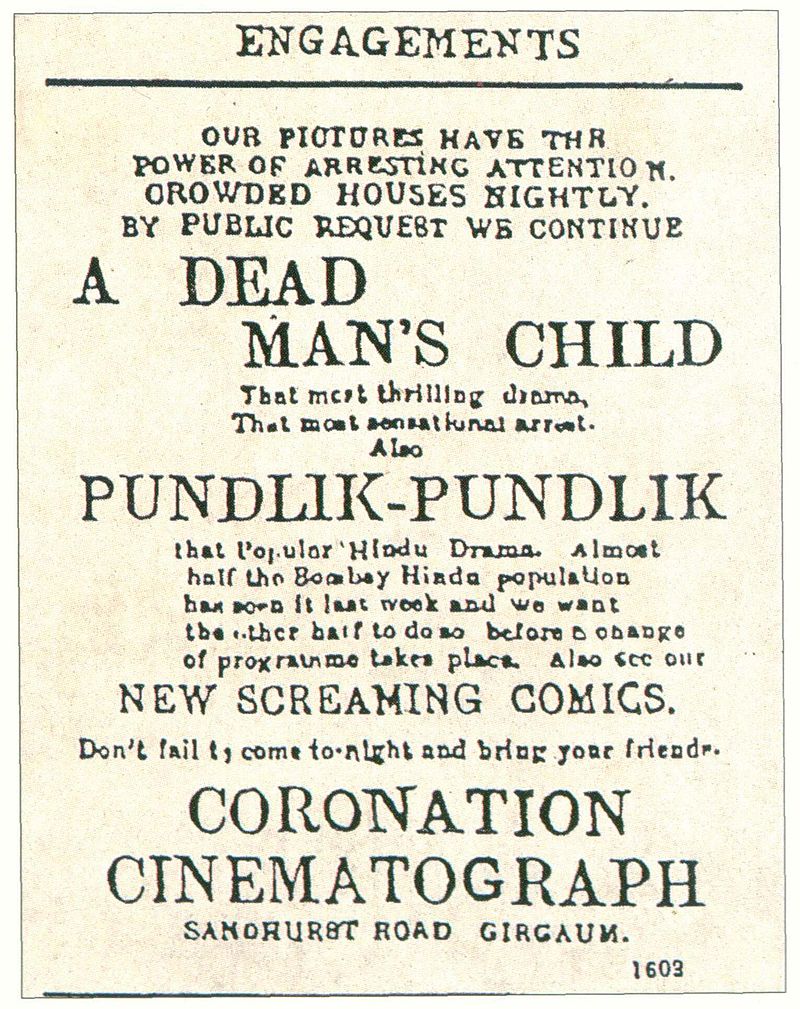 ENGAGEMENTS
OUR PICTURES HAVE THR
POWER OF ARRESTING ATTENTION.
CROWDED HOUSES NIGHTLY.
BY PUBLIC REQUEST WE CONTINUE
A DEAD
MAN'S CHILD
That most thrilling drama,
That most sensational arrest.
Also
PUNDLIK-PUNDLIK
that Popular Hindu Drama. Almost
half the Bombay Hindu population
has seen it last week and we want
the other half to do so before a change
of programme takes place. Also see our
NEW SCREAMING COMICS.
Don't fail to come to-night and bring your friends.
CORONATION
CINEMATOGRAPH
SANDHURST ROAD GIRGAUM.
1603